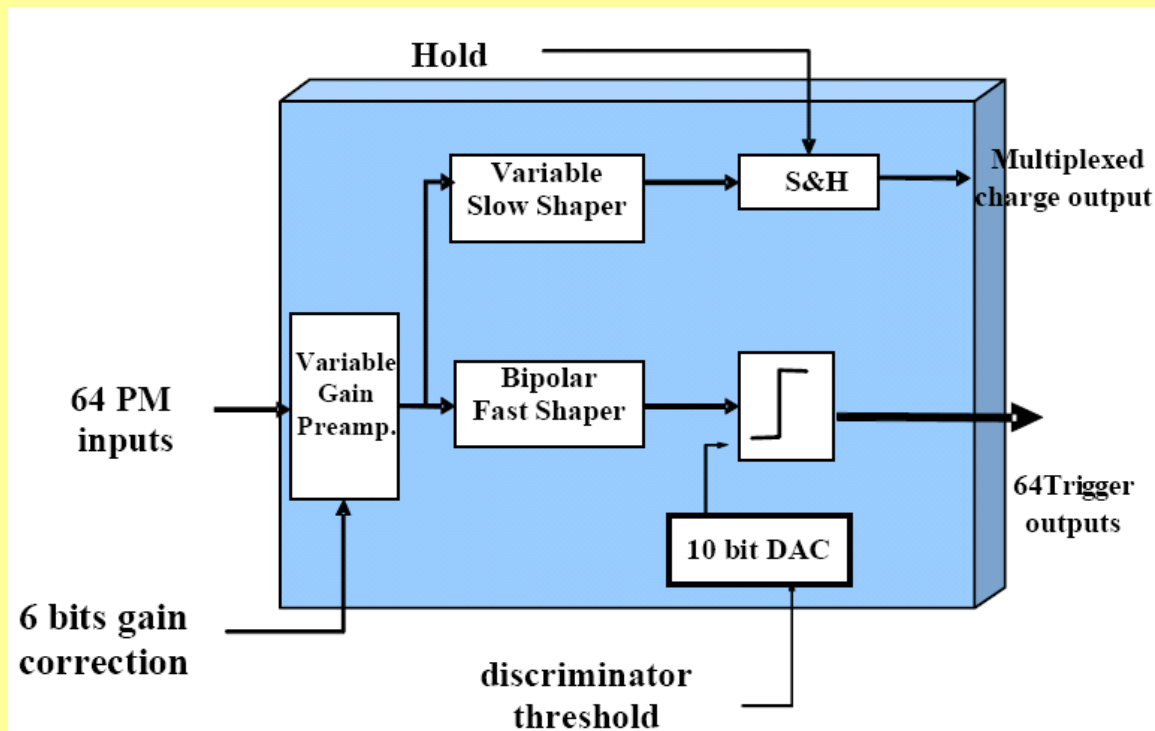 Hold
Variable
Slow Shaper
S&H
Multiplexed
charge output
Variable
Gain
Preamp.
64 PM
inputs
Bipolar
Fast Shaper
64Trigger
outputs
10 bit DAC
6 bits gain
correction
discriminator
threshold